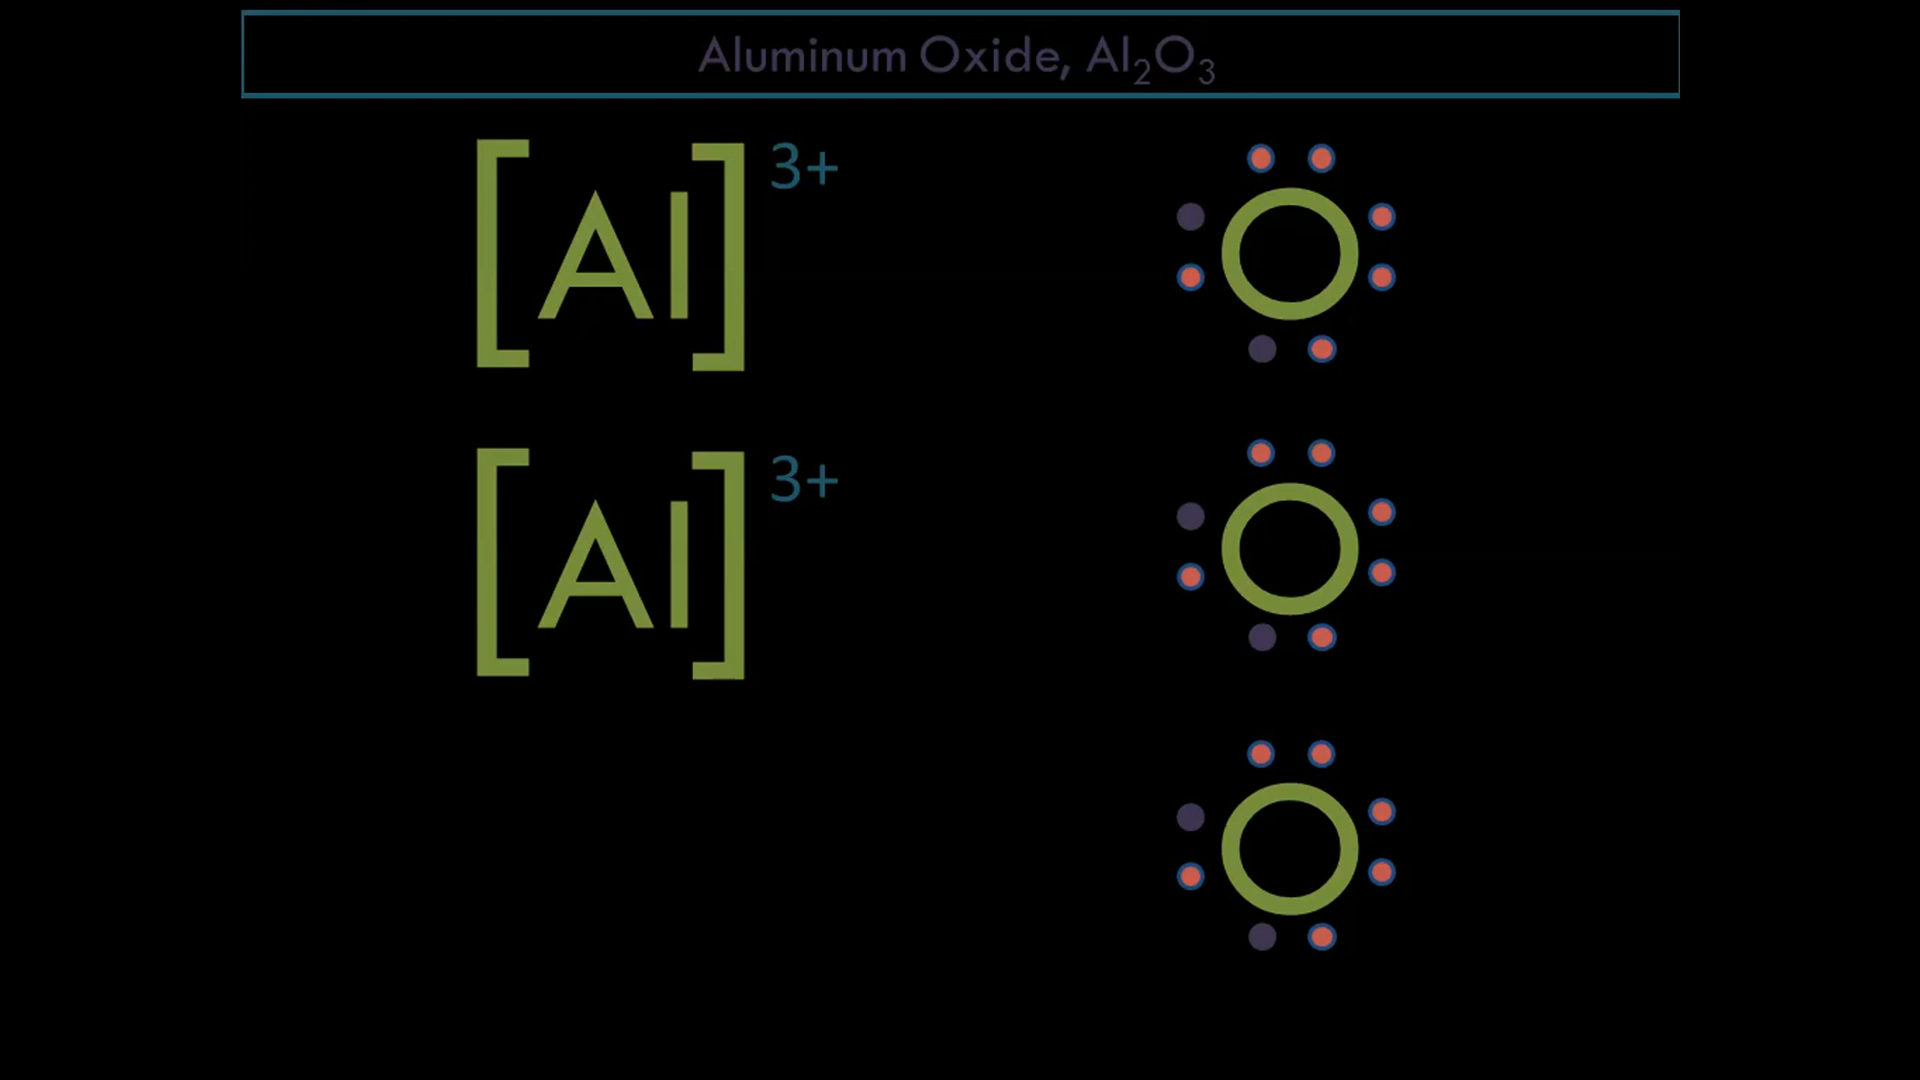 Aluminum Oxide, Al₂O₃
[Al]³⁺ O
[Al]³⁺ O
O